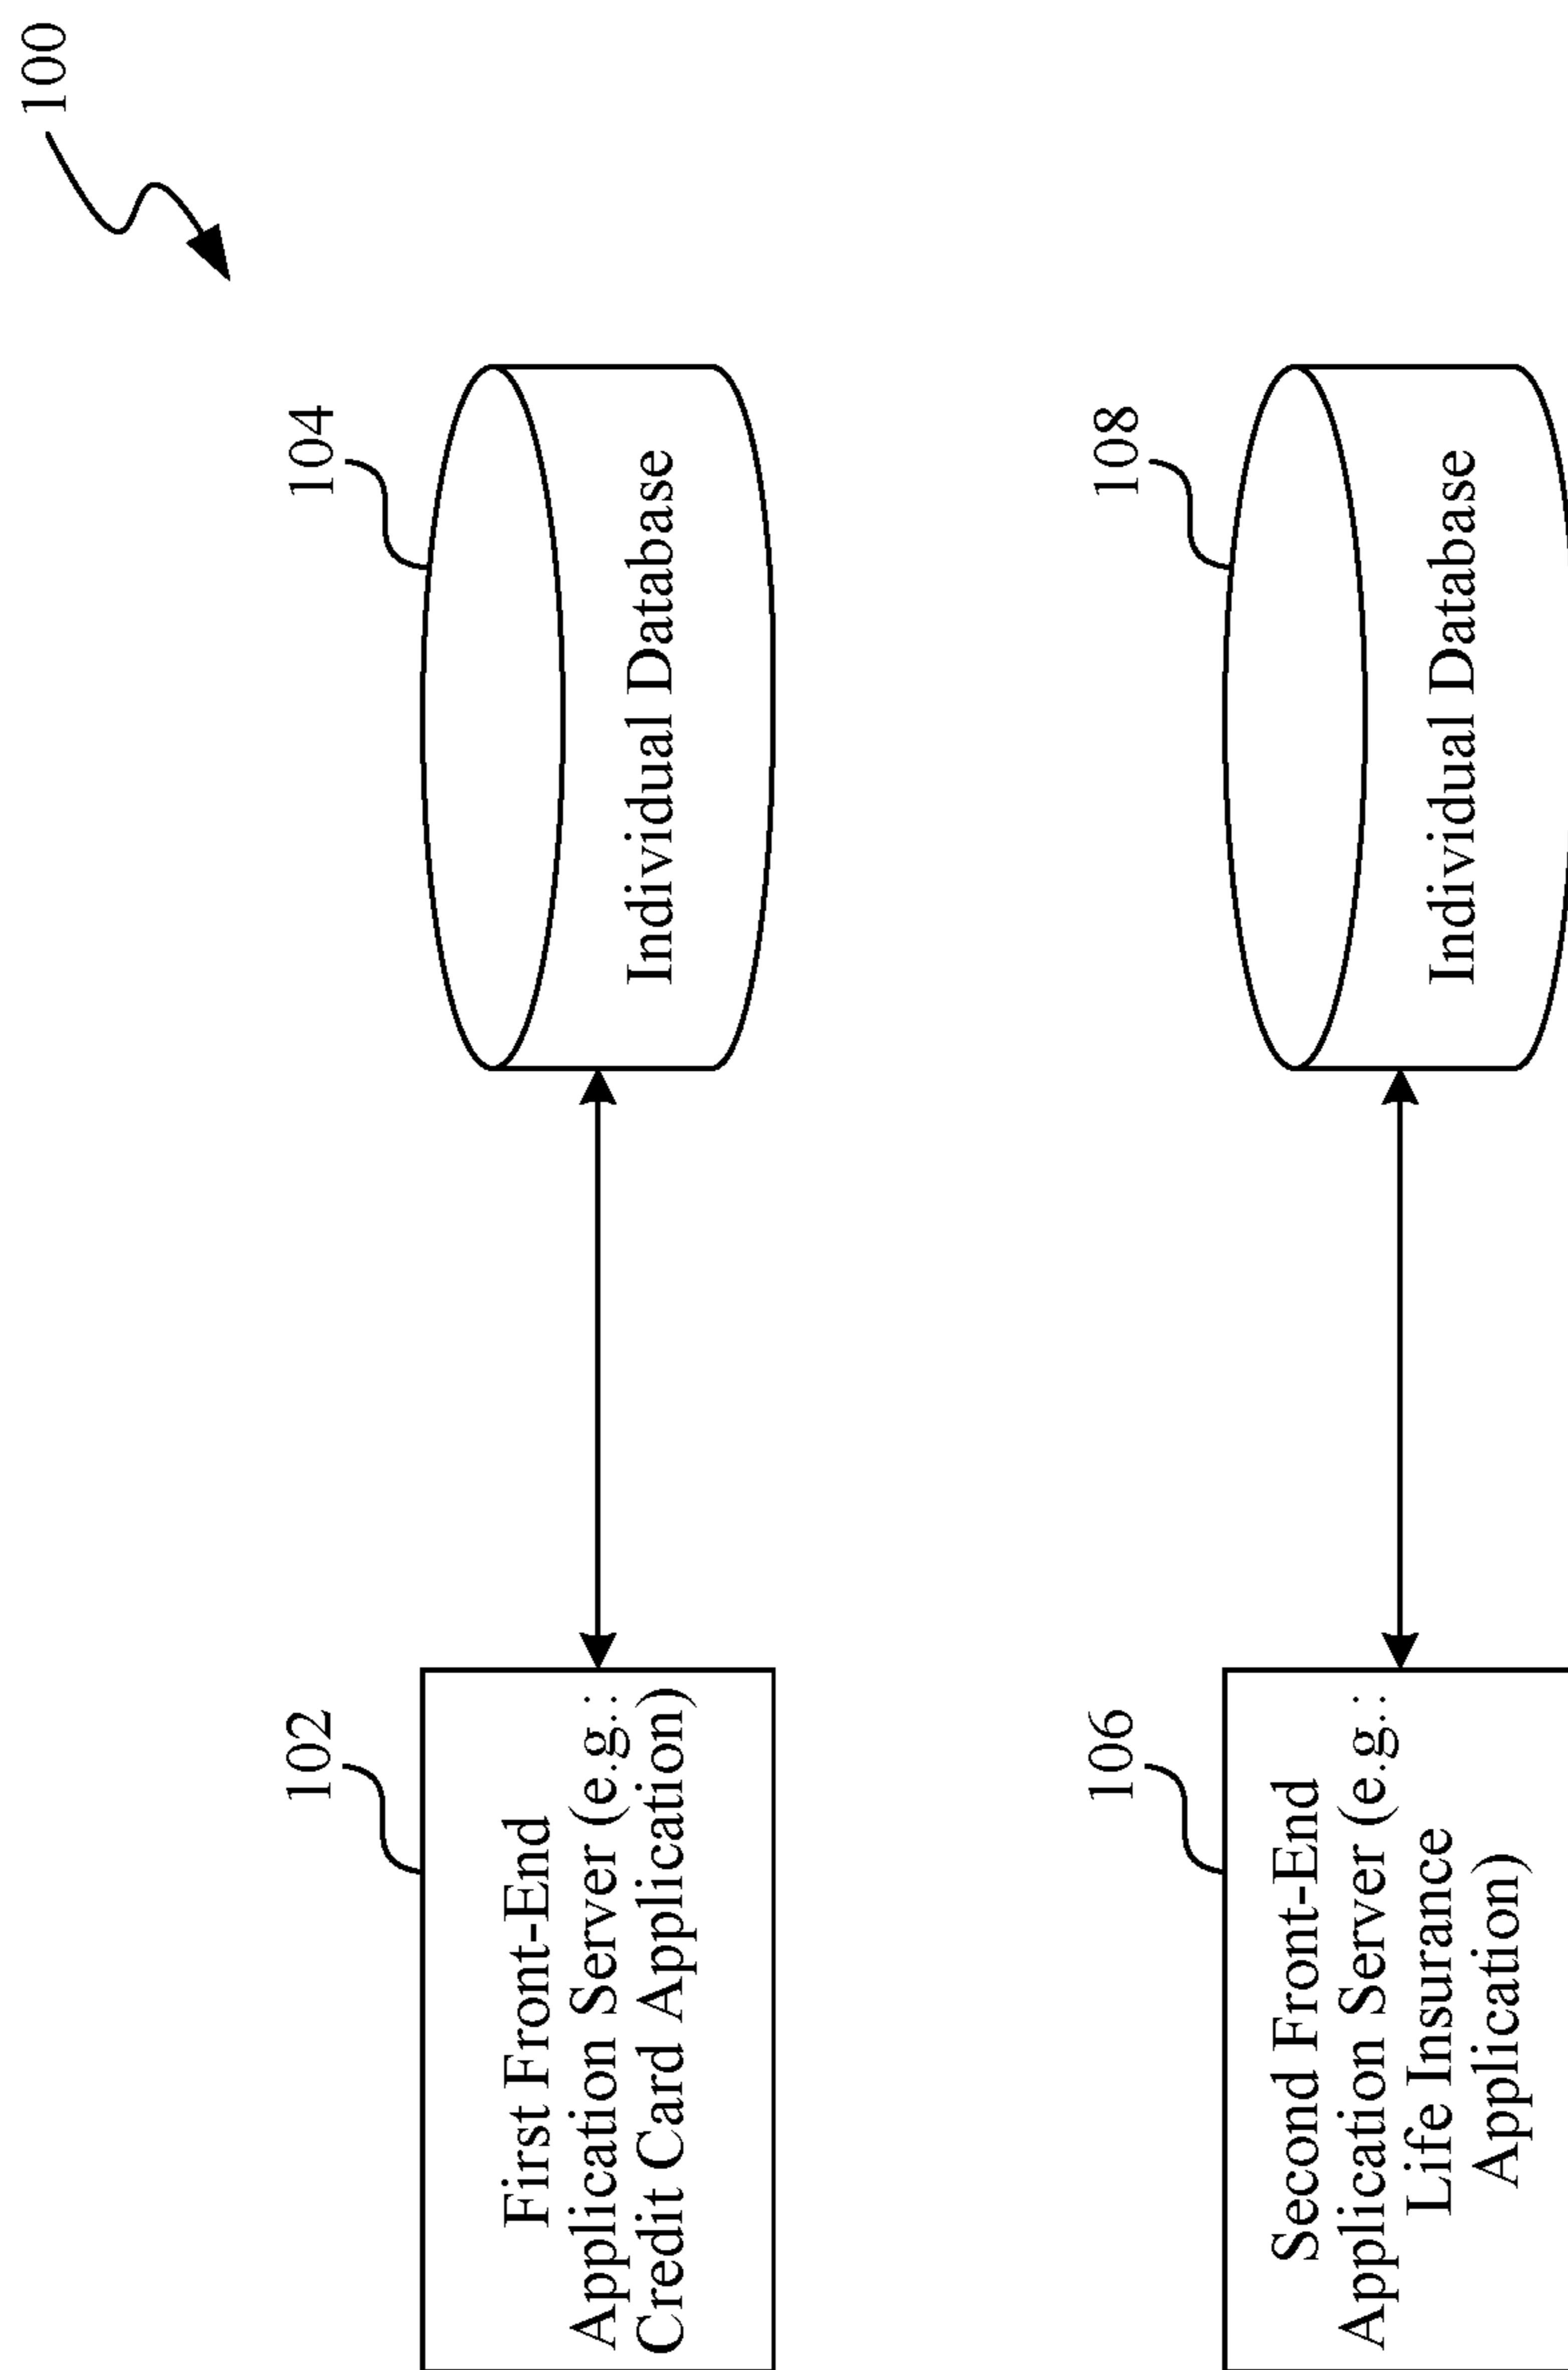 100
102
First Front-End
Application Server (e.g.:
Credit Card Application)
104
Individual Database
106
Second Front-End
Application Server (e.g.:
Life Insurance
Application)
108
Individual Database